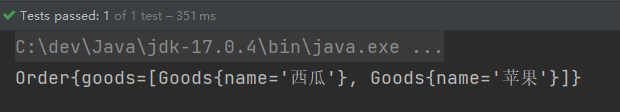 Tests passed: 1 of 1 test – 351 ms
C:\dev\Java\jdk-17.0.4\bin\java.exe ...
Order{goods=[Goods{name='西瓜'}, Goods{name='苹果'}]}